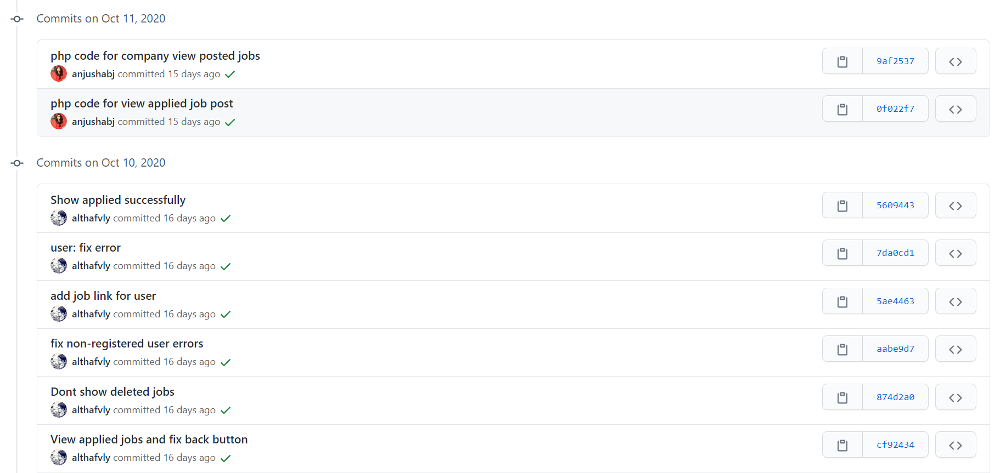 Commits on Oct 11, 2020
php code for company view posted jobs
anjushabj committed 15 days ago
9af2537
php code for view applied job post
anjushabj committed 15 days ago
0f022f7
Commits on Oct 10, 2020
Show applied successfully
althafvly committed 16 days ago
5609443
user: fix error
althafvly committed 16 days ago
7da0cd1
add job link for user
althafvly committed 16 days ago
5ae4463
fix non-registered user errors
althafvly committed 16 days ago
aabe9d7
Dont show deleted jobs
althafvly committed 16 days ago
874d2a0
View applied jobs and fix back button
althafvly committed 16 days ago
cf92434